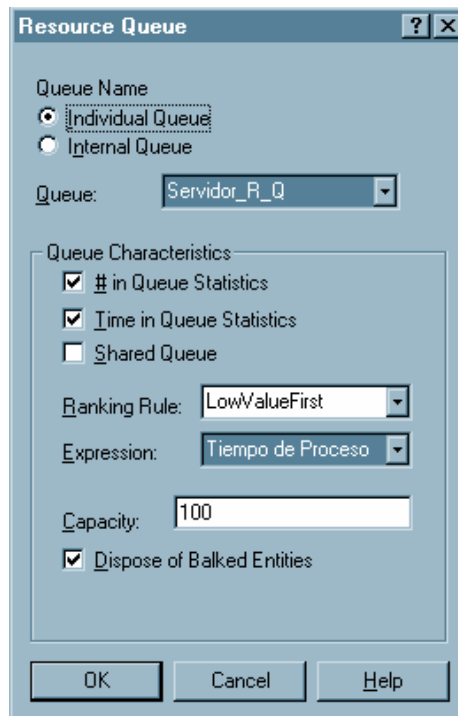 Resource Queue
Queue Name
Individual Queue
Internal Queue
Queue: Servidor_R_Q
Queue Characteristics
# in Queue Statistics
Time in Queue Statistics
Shared Queue
Ranking Rule: LowValueFirst
Expression: Tiempo de Proceso
Capacity: 100
Dispose of Balked Entities
OK Cancel Help